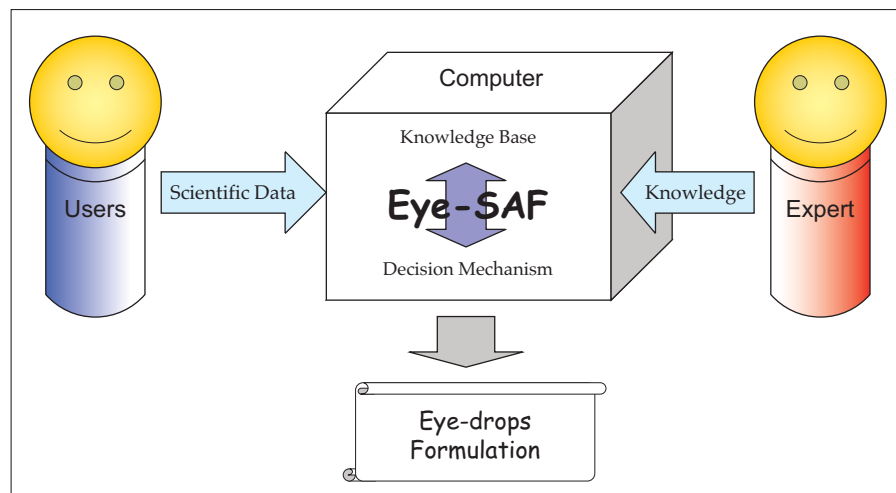 Computer
Knowledge Base
Users
Scientific Data
Eye-SAF
Knowledge
Expert
Decision Mechanism
Eye-drops
Formulation